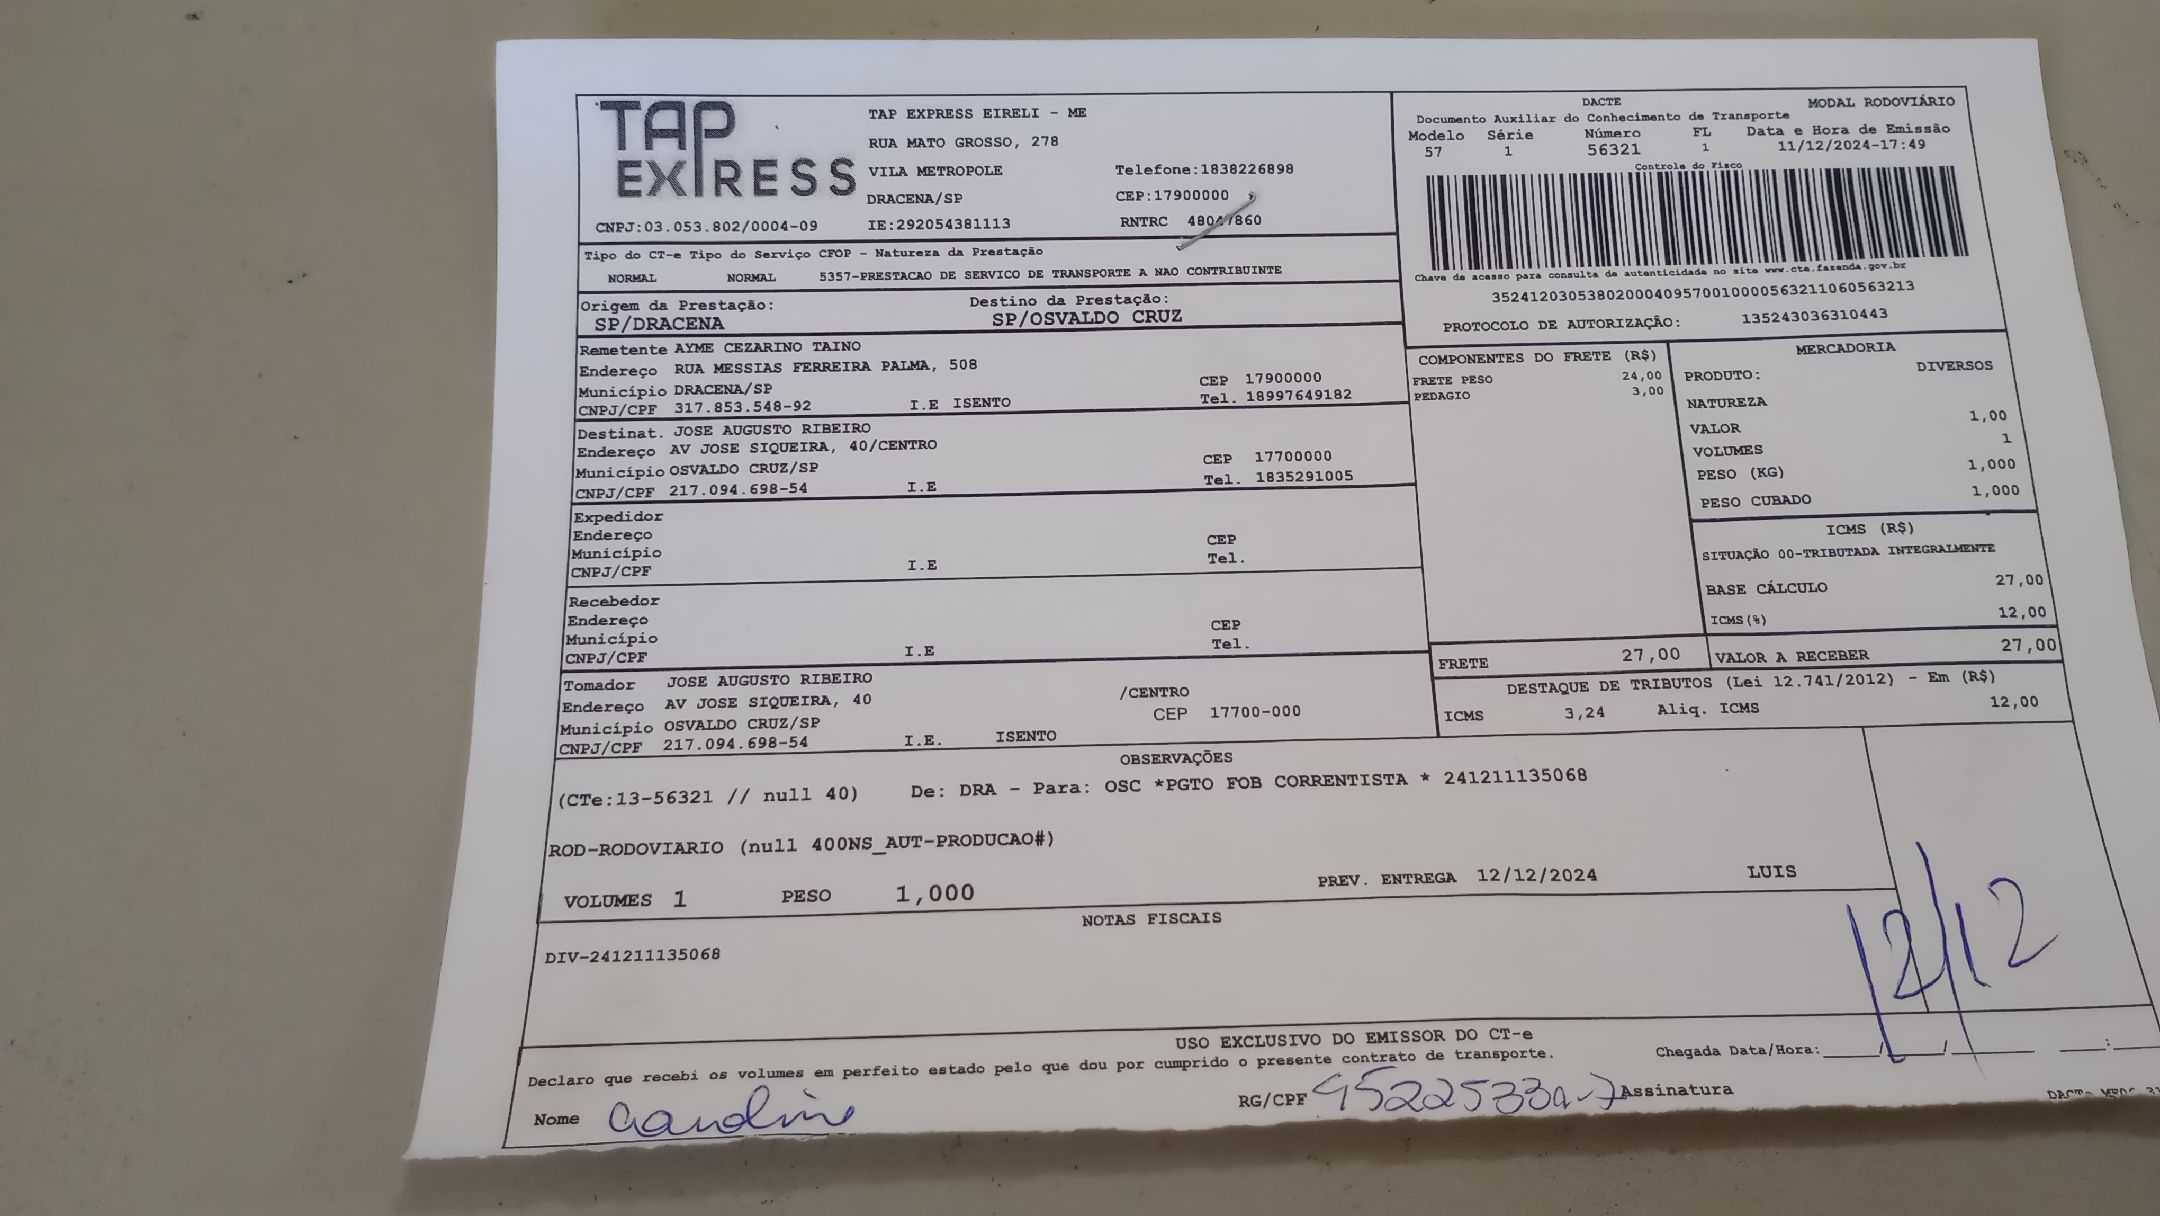 TAP
EXPRESS
TAP EXPRESS EIRELI - ME
RUA MATO GROSSO, 278
VILA METROPOLE Telefone:1838226898
DRACENA/SP CEP:17900000
CNPJ:03.053.802/0004-09 IE:292054381113 RNTRC 48047860
DACTE MODAL RODOVIÁRIO
Documento Auxiliar do Conhecimento de Transporte
Modelo Série Número FL Data e Hora de Emissão
57 1 56321 1 11/12/2024-17:49
Controle do Fisco
Chave de acesso para consulta de autenticidade no site www.cte.fazenda.gov.br
35241203053802000409570010000563211060563213
PROTOCOLO DE AUTORIZAÇÃO: 135243036310443
Tipo do CT-e Tipo do Serviço CFOP - Natureza da Prestação
NORMAL NORMAL 5357-PRESTACAO DE SERVICO DE TRANSPORTE A NAO CONTRIBUINTE
Origem da Prestação: Destino da Prestação:
SP/DRACENA SP/OSVALDO CRUZ
Remetente AYME CEZARINO TAINO
Endereço RUA MESSIAS FERREIRA PALMA, 508
Município DRACENA/SP CEP 17900000
CNPJ/CPF 317.853.548-92 I.E ISENTO Tel. 18997649182
Destinat. JOSE AUGUSTO RIBEIRO
Endereço AV JOSE SIQUEIRA, 40/CENTRO
Município OSVALDO CRUZ/SP CEP 17700000
CNPJ/CPF 217.094.698-54 I.E Tel. 1835291005
Expedidor
Endereço
Município CEP
CNPJ/CPF I.E Tel.
Recebedor
Endereço
Município CEP
CNPJ/CPF I.E Tel.
Tomador JOSE AUGUSTO RIBEIRO
Endereço AV JOSE SIQUEIRA, 40 /CENTRO
Município OSVALDO CRUZ/SP CEP 17700-000
CNPJ/CPF 217.094.698-54 I.E. ISENTO
COMPONENTES DO FRETE (R$)
FRETE PESO 24,00
PEDAGIO 3,00
MERCADORIA
PRODUTO: DIVERSOS
NATUREZA
VALOR 1,00
VOLUMES 1
PESO (KG) 1,000
PESO CUBADO 1,000
ICMS (R$)
SITUAÇÃO 00-TRIBUTADA INTEGRALMENTE
BASE CÁLCULO 27,00
ICMS(%) 12,00
FRETE 27,00 VALOR A RECEBER 27,00
DESTAQUE DE TRIBUTOS (Lei 12.741/2012) - Em (R$)
ICMS 3,24 Aliq. ICMS 12,00
OBSERVAÇÕES
(CTe:13-56321 // null 40) De: DRA - Para: OSC *PGTO FOB CORRENTISTA * 241211135068
ROD-RODOVIARIO (null 400NS_AUT-PRODUCAO#)
VOLUMES 1 PESO 1,000 PREV. ENTREGA 12/12/2024 LUIS
NOTAS FISCAIS
DIV-241211135068
12/12
USO EXCLUSIVO DO EMISSOR DO CT-e
Declaro que recebi os volumes em perfeito estado pelo que dou por cumprido o presente contrato de transporte. Chegada Data/Hora:____/____/____ ____:____
Nome Caroline RG/CPF Assinatura